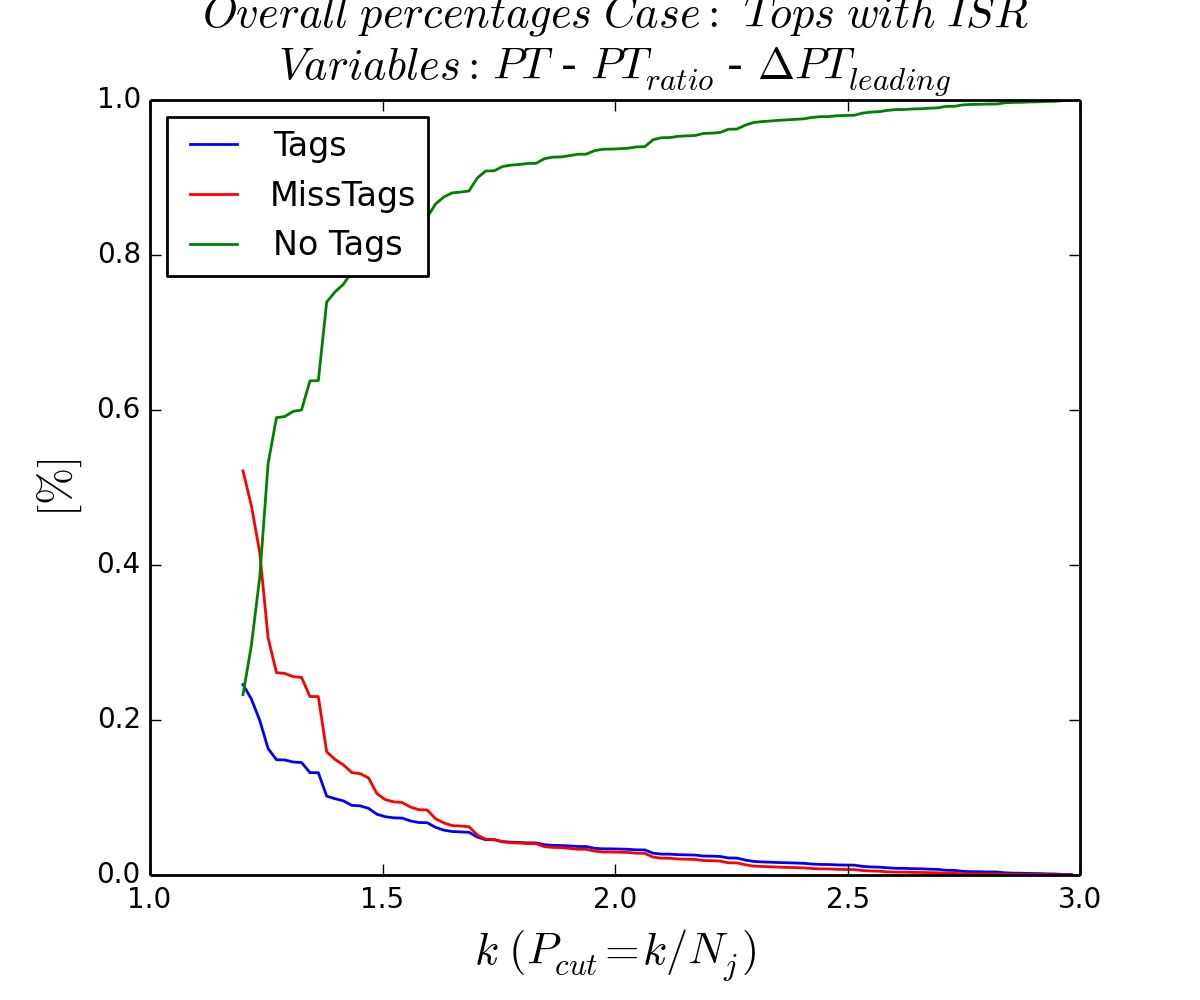 Overall percentages Case: Tops with ISR
Variables: PT - PT_ratio - ΔPT_leading
1.0
0.8
0.6
0.4
0.2
0.0
[%]
Tags
MissTags
No Tags
1.0 1.5 2.0 2.5 3.0
k (P_cut = k/N_j)